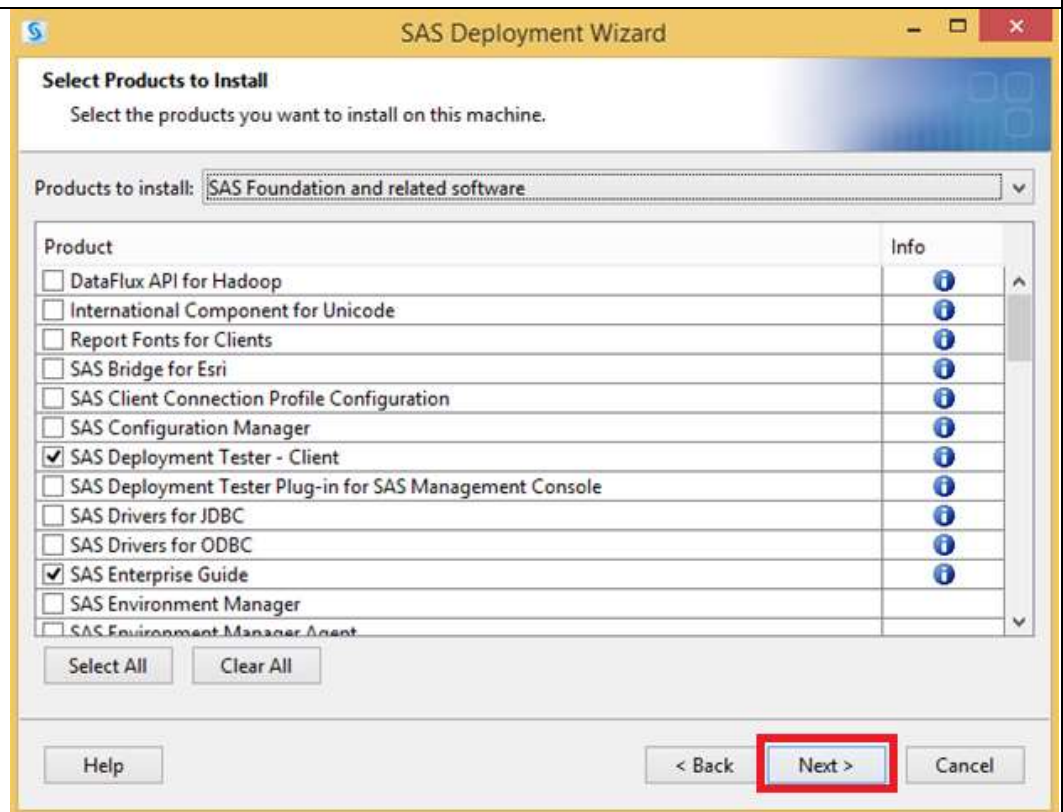 SAS Deployment Wizard
Select Products to Install
Select the products you want to install on this machine.
Products to install: SAS Foundation and related software
Product Info
DataFlux API for Hadoop
International Component for Unicode
Report Fonts for Clients
SAS Bridge for Esri
SAS Client Connection Profile Configuration
SAS Configuration Manager
SAS Deployment Tester - Client
SAS Deployment Tester Plug-in for SAS Management Console
SAS Drivers for JDBC
SAS Drivers for ODBC
SAS Enterprise Guide
SAS Environment Manager
SAS Environment Manager Agent
Select All Clear All
Help < Back Next > Cancel